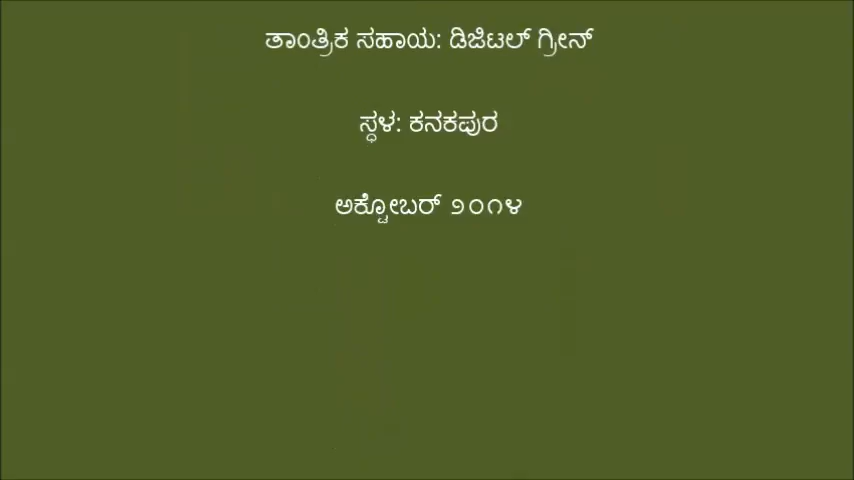 ತಾಂತ್ರಿಕ ಸಹಾಯ: ಡಿಜಿಟಲ್ ಗ್ರೀನ್
ಸ್ಥಳ: ಕನಕಪುರ
ಅಕ್ಟೋಬರ್ ೨೦೧೪